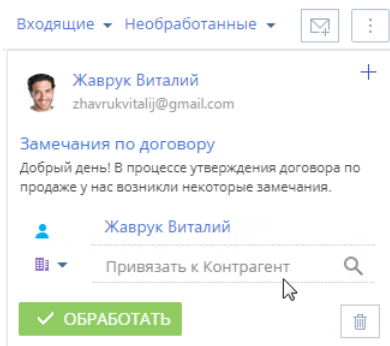 Входящие Необработанные
Жаврук Виталий
zhavrukvitalij@gmail.com
Замечания по договору
Добрый день! В процессе утверждения договора по
продаже у нас возникли некоторые замечания.
Жаврук Виталий
Привязать к Контрагент
ОБРАБОТАТЬ